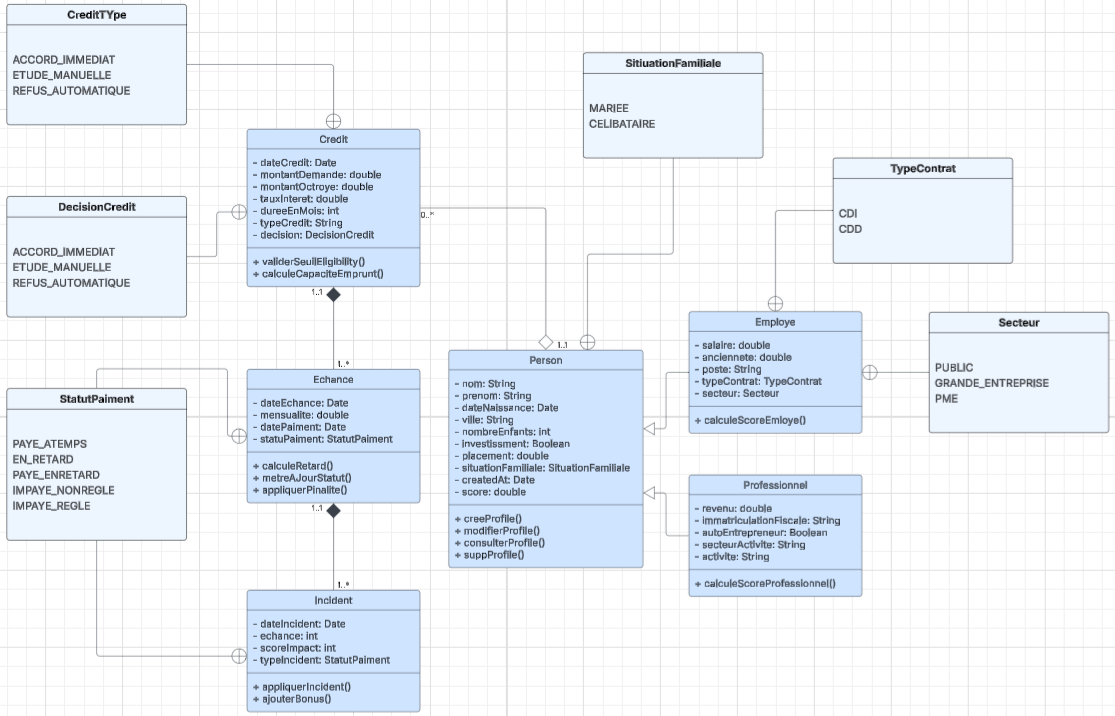 CreditTYpe
ACCORD_IMMEDIAT
ETUDE_MANUELLE
REFUS_AUTOMATIQUE
SitiuationFamiliale
MARIEE
CELIBATAIRE
Credit
- dateCredit: Date
- montantDemande: double
- montantOctroye: double
- tauxInteret: double
- dureeEnMois: int
- typeCredit: String
- decision: DecisionCredit
+ validerSeuilEligibility()
+ calculeCapaciteEmprunt()
0..*
1..1
TypeContrat
CDI
CDD
DecisionCredit
ACCORD_IMMEDIAT
ETUDE_MANUELLE
REFUS_AUTOMATIQUE
1..*
1..1
Employe
- salaire: double
- anciennete: double
- poste: String
- typeContrat: TypeContrat
- secteur: Secteur
+ calculeScoreEmloye()
Secteur
PUBLIC
GRANDE_ENTREPRISE
PME
Person
- nom: String
- prenom: String
- dateNaissance: Date
- ville: String
- nombreEnfants: int
- investissment: Boolean
- placement: double
- situationFamiliale: SituationFamiliale
- createdAt: Date
- score: double
+ creeProfile()
+ modifierProfile()
+ consulterProfile()
+ suppProfile()
Echance
- dateEchance: Date
- mensualite: double
- datePaiment: Date
- statuPaiment: StatutPaiment
+ calculeRetard()
+ metreAJourStatut()
+ appliquerPinalite()
1..1
StatutPaiment
PAYE_ATEMPS
EN_RETARD
PAYE_ENRETARD
IMPAYE_NONREGLE
IMPAYE_REGLE
Professionnel
- revenu: double
- immatriculationFiscale: String
- autoEntrepreneur: Boolean
- secteurActivite: String
- activite: String
+ calculeScoreProfessionnel()
1..*
Incident
- dateIncident: Date
- echance: int
- scoreImpact: int
- typeIncident: StatutPaiment
+ appliquerIncident()
+ ajouterBonus()